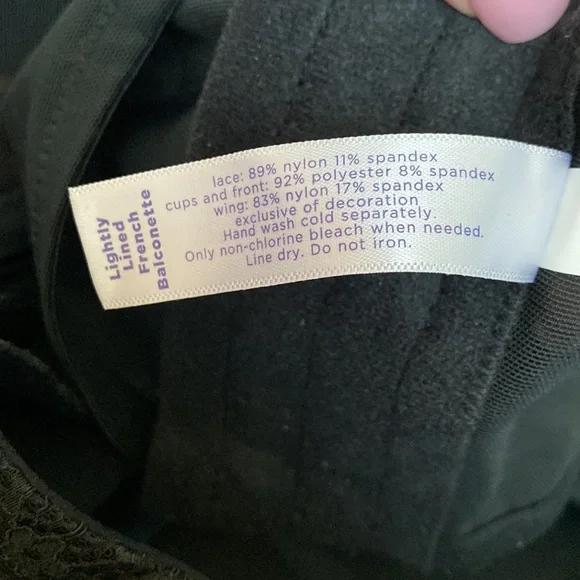 Lightly
Lined
French
Balconette
lace: 89% nylon 11% spandex
cups and front: 92% polyester 8% spandex
wing: 83% nylon 17% spandex
exclusive of decoration
Hand wash cold separately.
Only non-chlorine bleach when needed.
Line dry. Do not iron.